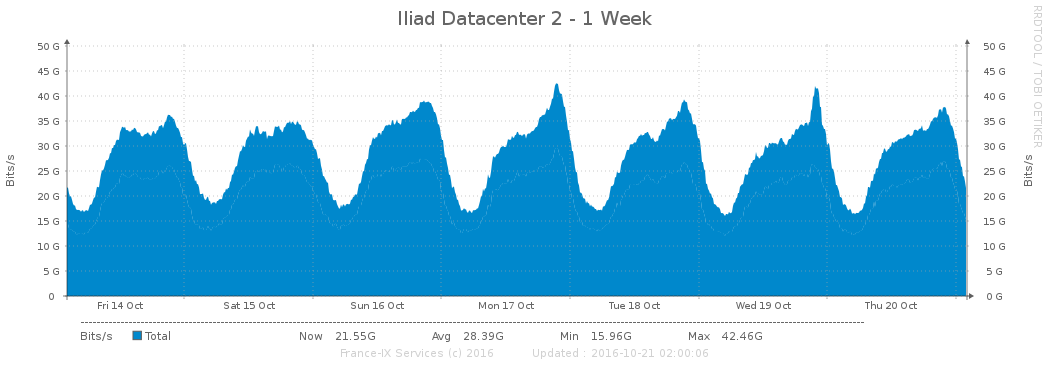 Iliad Datacenter 2 - 1 Week
RRDTOOL / TOBI OETIKER
Bits/s
50 G 50 G
45 G 45 G
40 G 40 G
35 G 35 G
30 G 30 G
25 G 25 G
20 G 20 G
15 G 15 G
10 G 10 G
5 G 5 G
0 0 G
Bits/s
Fri 14 Oct Sat 15 Oct Sun 16 Oct Mon 17 Oct Tue 18 Oct Wed 19 Oct Thu 20 Oct
Bits/s Total Now 21.55G Avg 28.39G Min 15.96G Max 42.46G
France-IX Services (c) 2016 Updated : 2016-10-21 02:00:06